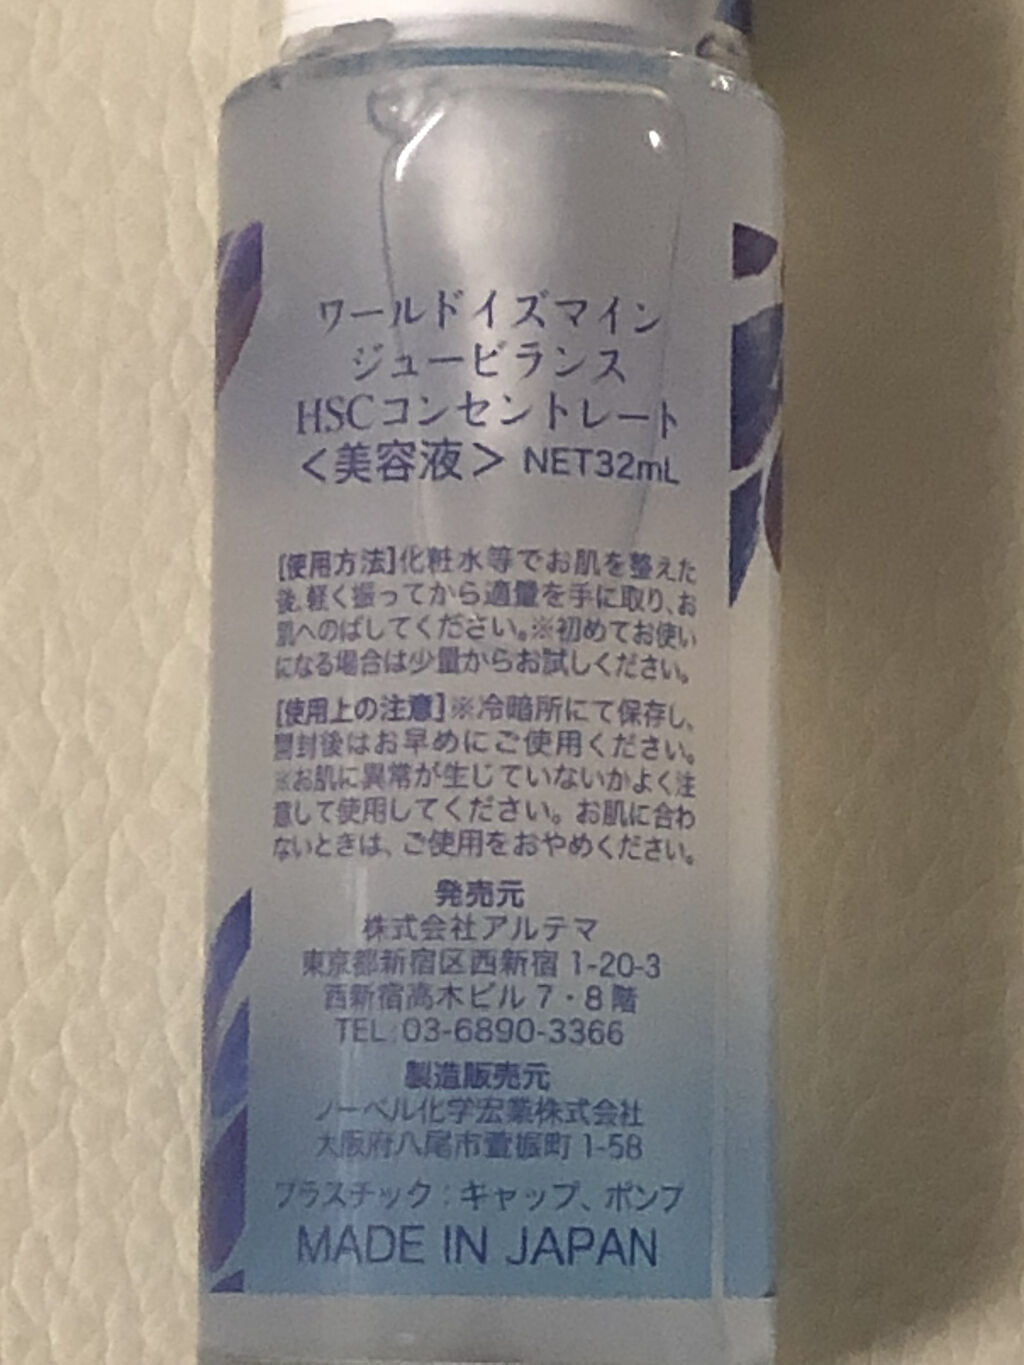 ワールドイズマイン
ジュービランス
HSCコンセントレート
＜美容液＞ NET32mL
[使用方法]化粧水等でお肌を整えた
後、軽く振ってから適量を手に取り、お
肌へのばしてください。※初めてお使い
になる場合は少量からお試しください。
[使用上の注意]※冷暗所にて保存し、
開封後はお早めにご使用ください。
※お肌に異常が生じていないかよく注
意して使用してください。お肌に合わ
ないときは、ご使用をおやめください。
発売元
株式会社アルテマ
東京都新宿区西新宿 1-20-3
西新宿高木ビル 7・8 階
TEL 03-6890-3366
製造販売元
ノーベル化学宏業株式会社
大阪府八尾市萱振町 1-58
プラスチック：キャップ、ポンプ
MADE IN JAPAN